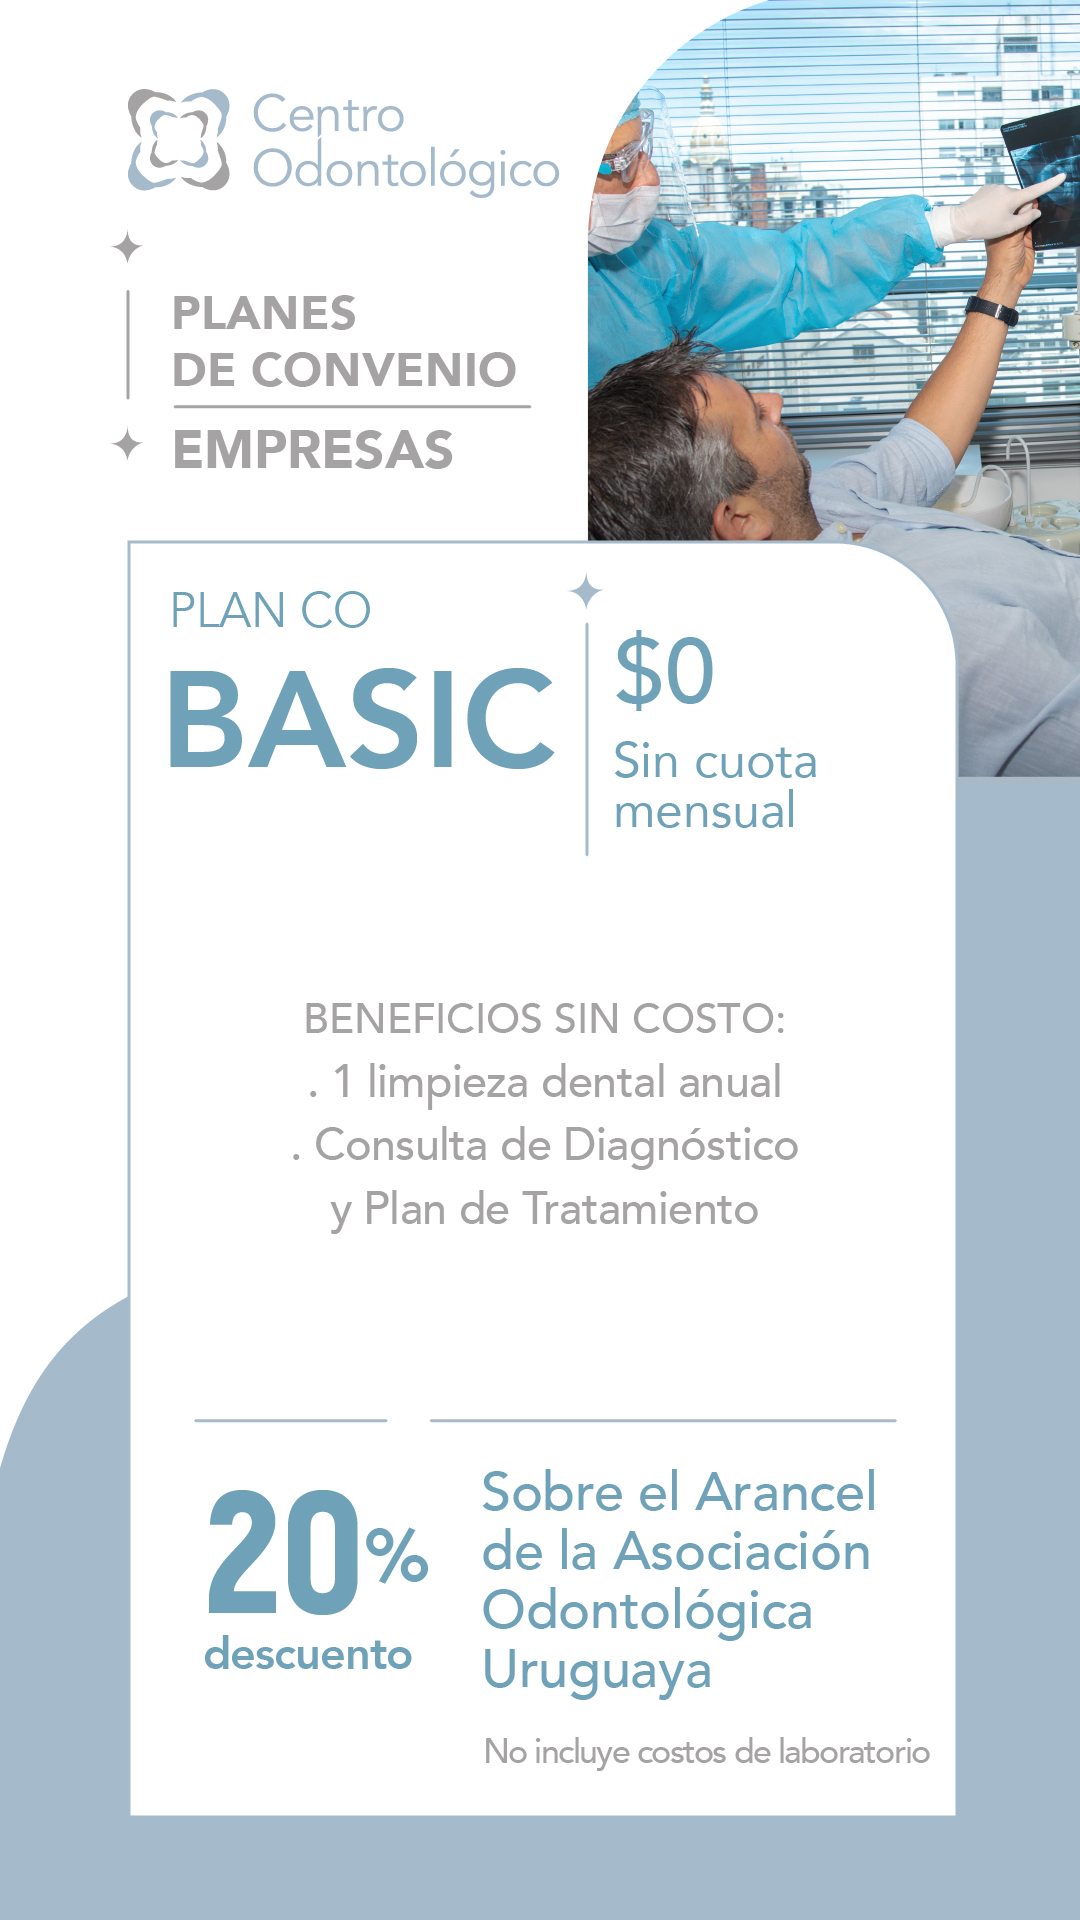 Centro
Odontológico
PLANES
DE CONVENIO
EMPRESAS
PLAN CO
BASIC
$0
Sin cuota
mensual
BENEFICIOS SIN COSTO:
. 1 limpieza dental anual
. Consulta de Diagnóstico
y Plan de Tratamiento
20%
descuento
Sobre el Arancel
de la Asociación
Odontológica
Uruguaya
No incluye costos de laboratorio